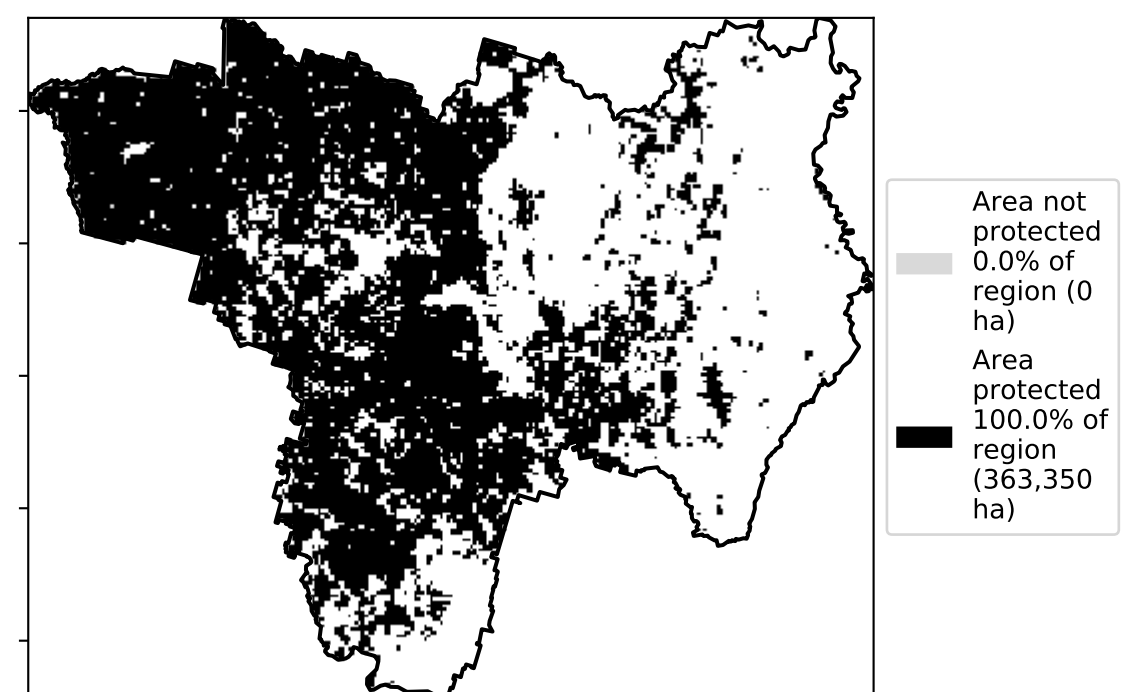 Area not
protected
0.0% of
region (0
ha)
Area
protected
100.0% of
region
(363,350
ha)